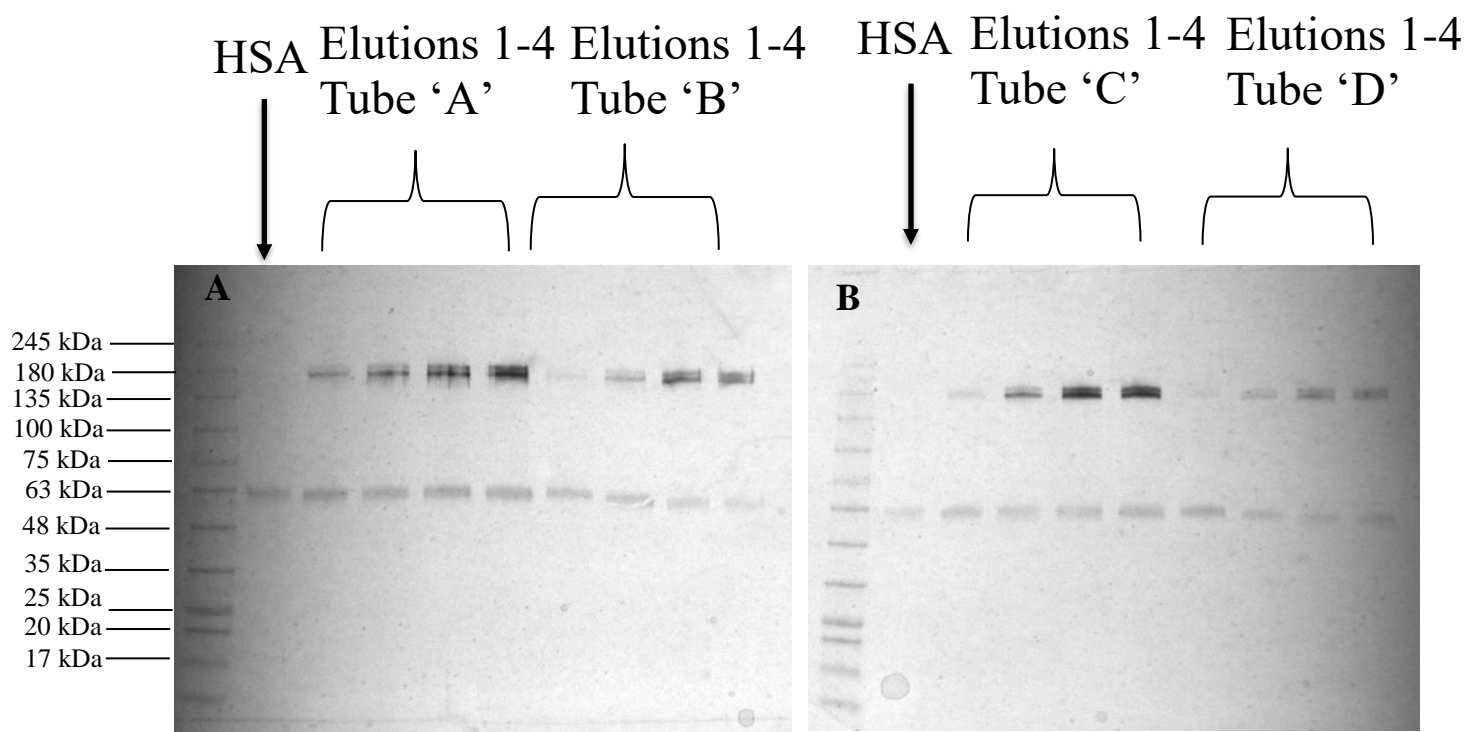 HSA
Elutions 1-4
Tube ‘A’
Elutions 1-4
Tube ‘B’
HSA
Elutions 1-4
Tube ‘C’
Elutions 1-4
Tube ‘D’
A
B
245 kDa
180 kDa
135 kDa
100 kDa
75 kDa
63 kDa
48 kDa
35 kDa
25 kDa
20 kDa
17 kDa